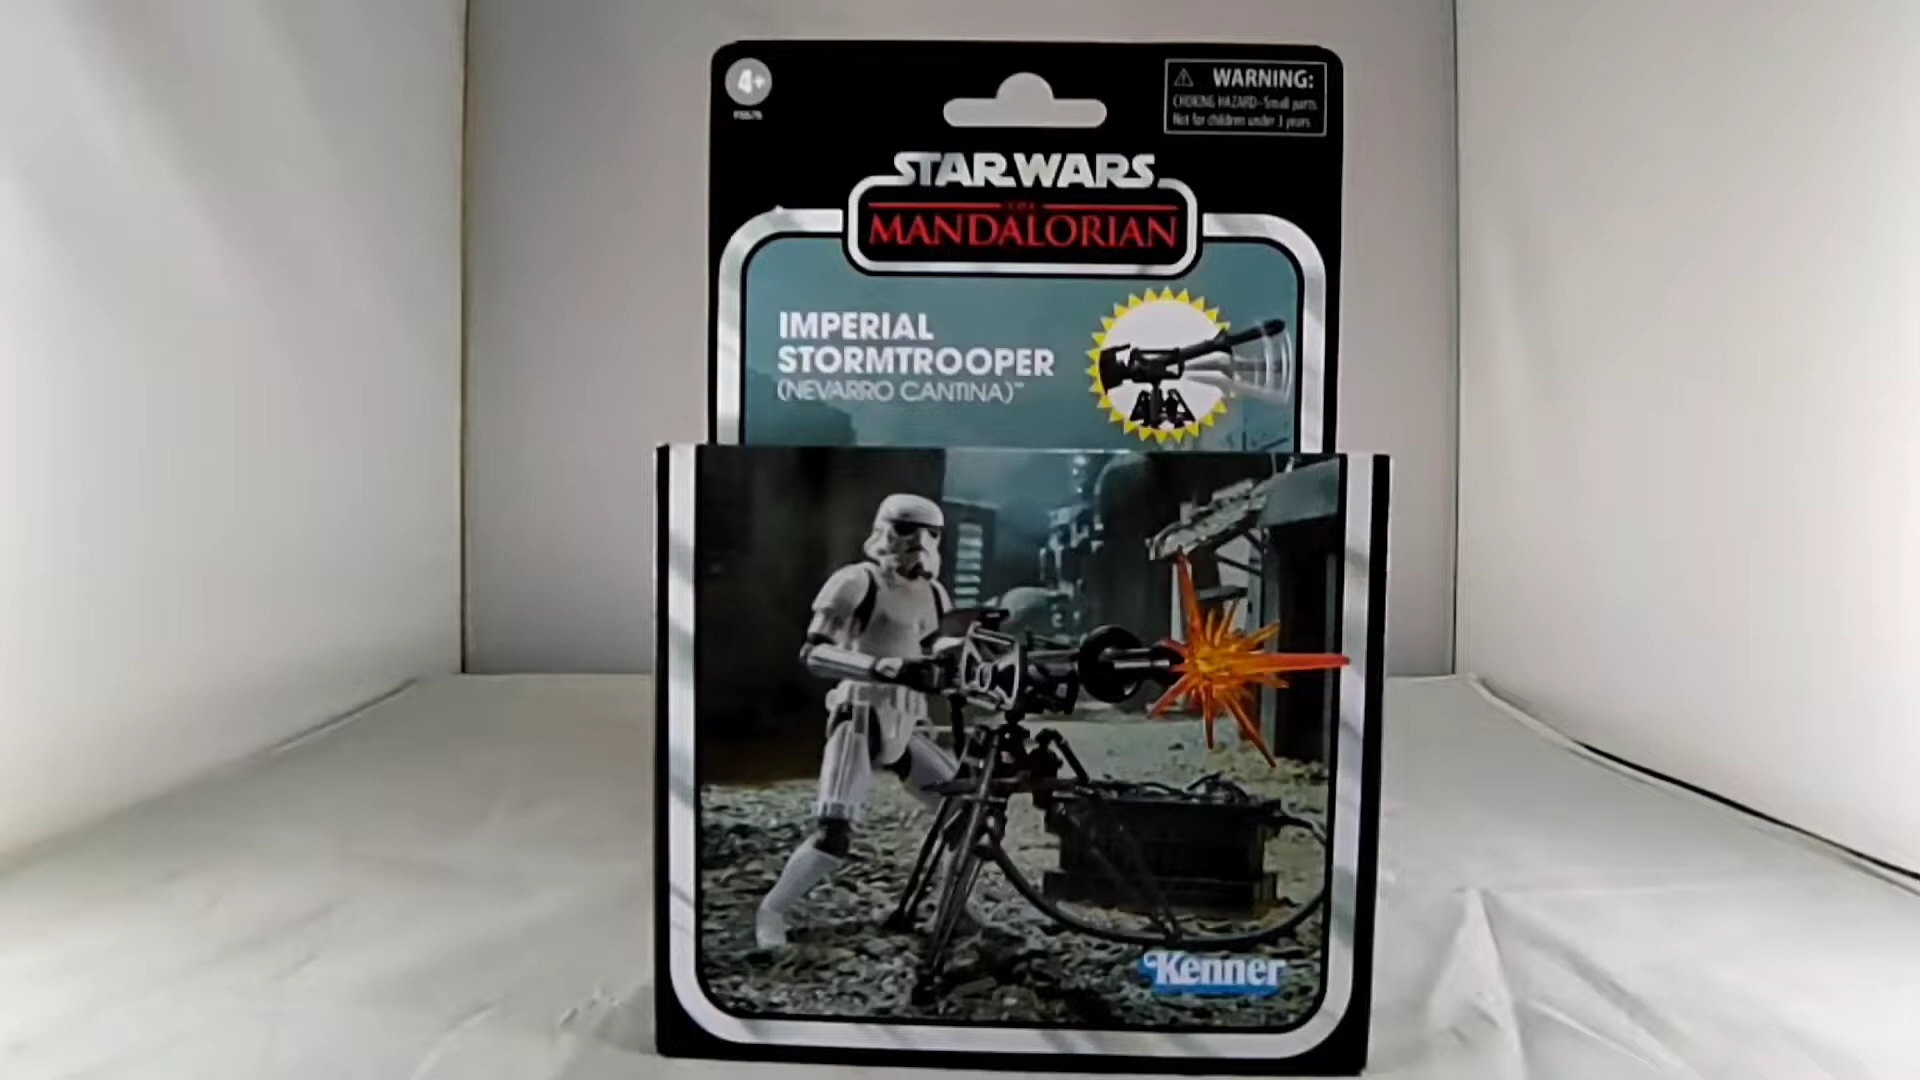 4+
WARNING:
CHOKING HAZARD-Small parts.
Not for children under 3 years.
STAR WARS
THE
MANDALORIAN
IMPERIAL
STORMTROOPER
(NEVARRO CANTINA)™
Kenner